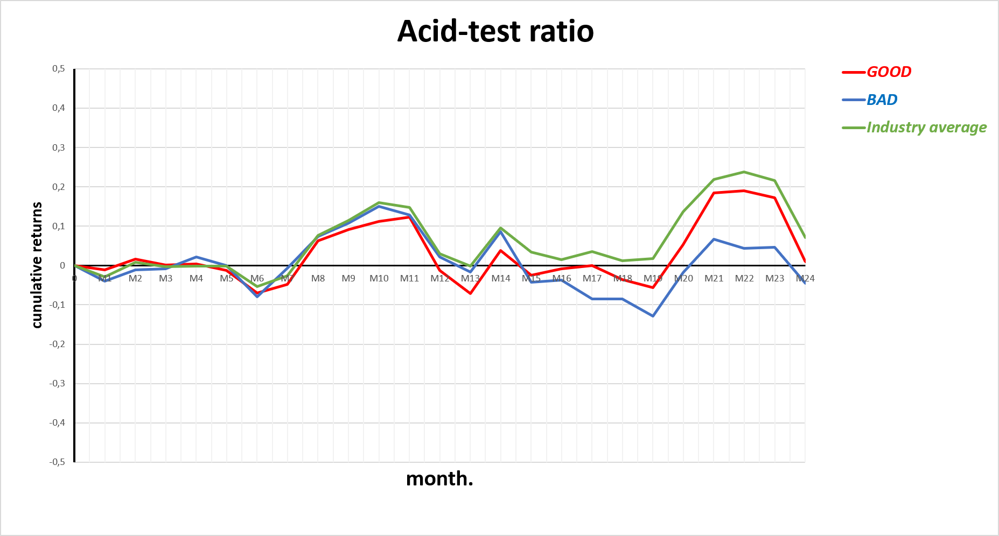 Acid-test ratio
GOOD
BAD
Industry average
0,5
0,4
0,3
0,2
0,1
0
-0,1
-0,2
-0,3
-0,4
-0,5
cunulative returns
0 M1 M2 M3 M4 M5 M6 M7 M8 M9 M10 M11 M12 M13 M14 M15 M16 M17 M18 M19 M20 M21 M22 M23 M24
month.